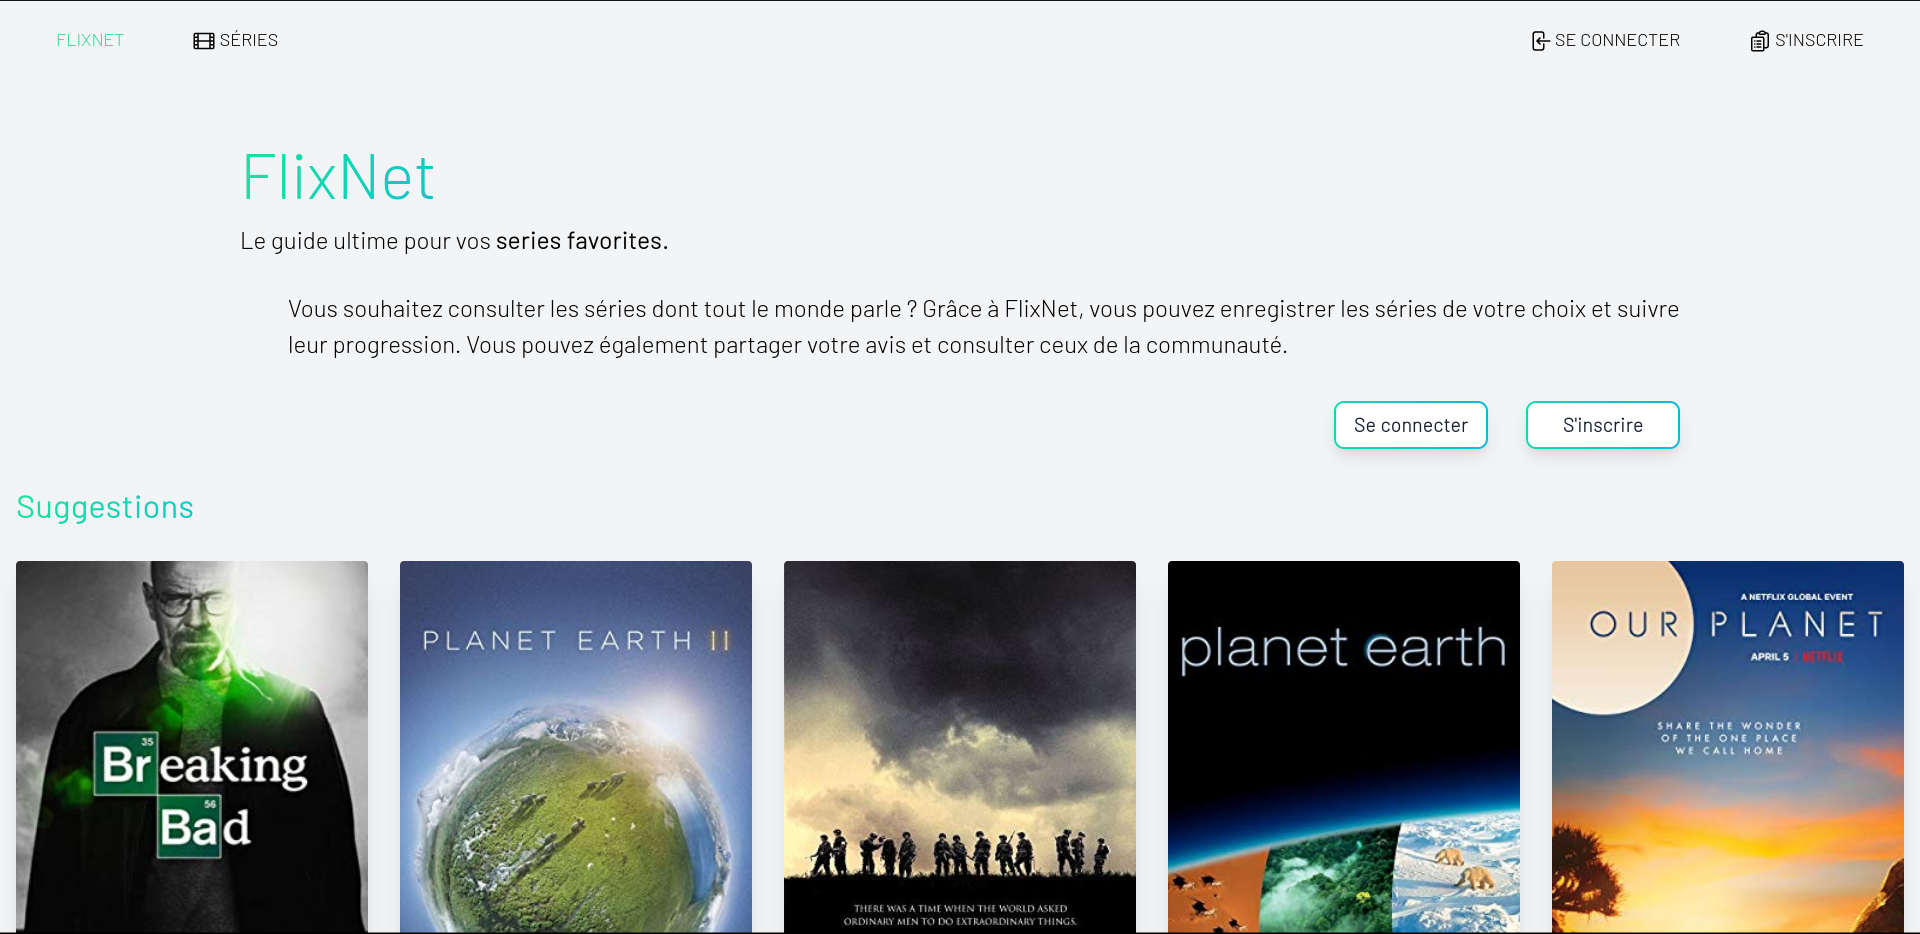 FLIXNET
SÉRIES
SE CONNECTER
S'INSCRIRE
FlixNet
Le guide ultime pour vos series favorites.
Vous souhaitez consulter les séries dont tout le monde parle ? Grâce à FlixNet, vous pouvez enregistrer les séries de votre choix et suivre
leur progression. Vous pouvez également partager votre avis et consulter ceux de la communauté.
Se connecter
S'inscrire
Suggestions
35
Breaking
56
Bad
PLANET EARTH II
THERE WAS A TIME WHEN THE WORLD ASKED
ORDINARY MEN TO DO EXTRAORDINARY THINGS.
planet earth
A NETFLIX GLOBAL EVENT
OUR PLANET
APRIL 5 | NETFLIX
SHARE THE WONDER
OF THE ONE PLACE
WE CALL HOME